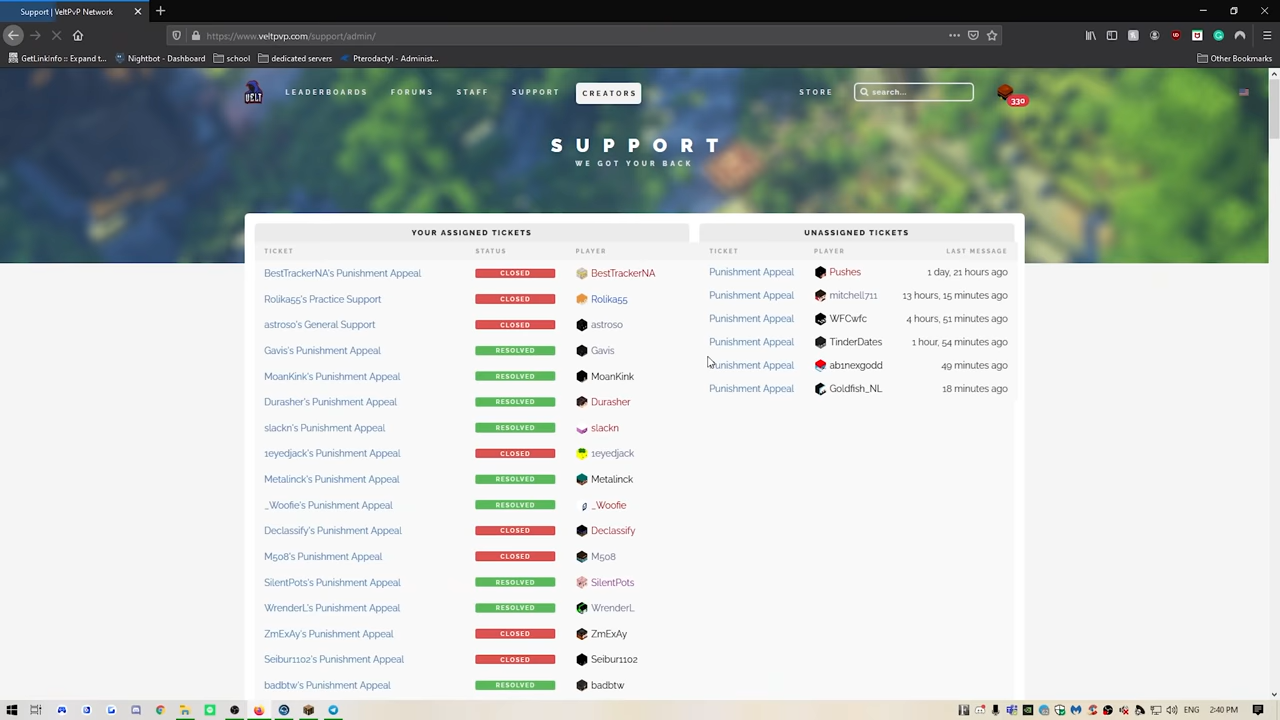 Support | VeltPvP Network
https://www.veltpvp.com/support/admin/
GetLinkInfo :: Expand t...
Nightbot - Dashboard
school
dedicated servers
Pterodactyl - Administ...
Other Bookmarks
VELT
LEADERBOARDS
FORUMS
STAFF
SUPPORT
CREATORS
STORE
search...
330
SUPPORT
WE GOT YOUR BACK
YOUR ASSIGNED TICKETS
TICKET STATUS PLAYER
BestTrackerNA's Punishment Appeal CLOSED BestTrackerNA
Rolika55's Practice Support CLOSED Rolika55
astroso's General Support CLOSED astroso
Gavis's Punishment Appeal RESOLVED Gavis
MoanKink's Punishment Appeal RESOLVED MoanKink
Durasher's Punishment Appeal RESOLVED Durasher
slackn's Punishment Appeal RESOLVED slackn
1eyedjack's Punishment Appeal CLOSED 1eyedjack
Metalinck's Punishment Appeal RESOLVED Metalinck
_Woofie's Punishment Appeal RESOLVED _Woofie
Declassify's Punishment Appeal CLOSED Declassify
M508's Punishment Appeal CLOSED M508
SilentPots's Punishment Appeal RESOLVED SilentPots
WrenderL's Punishment Appeal RESOLVED WrenderL
ZmExAy's Punishment Appeal CLOSED ZmExAy
Seibur1102's Punishment Appeal CLOSED Seibur1102
badbtw's Punishment Appeal RESOLVED badbtw
UNASSIGNED TICKETS
TICKET PLAYER LAST MESSAGE
Punishment Appeal Pushes 1 day, 21 hours ago
Punishment Appeal mitchell711 13 hours, 15 minutes ago
Punishment Appeal WFCwfc 4 hours, 51 minutes ago
Punishment Appeal TinderDates 1 hour, 54 minutes ago
Punishment Appeal ab1nexgodd 49 minutes ago
Punishment Appeal Goldfish_NL 18 minutes ago
ENG 2:40 PM